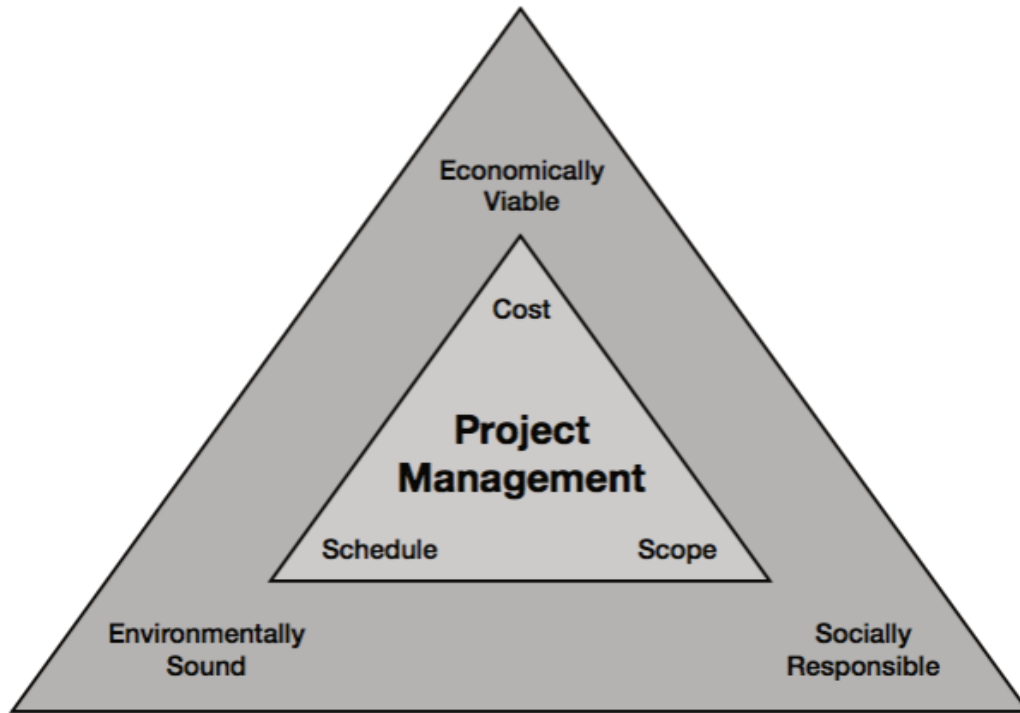 Economically
Viable
Cost
Project
Management
Schedule
Scope
Environmentally
Sound
Socially
Responsible